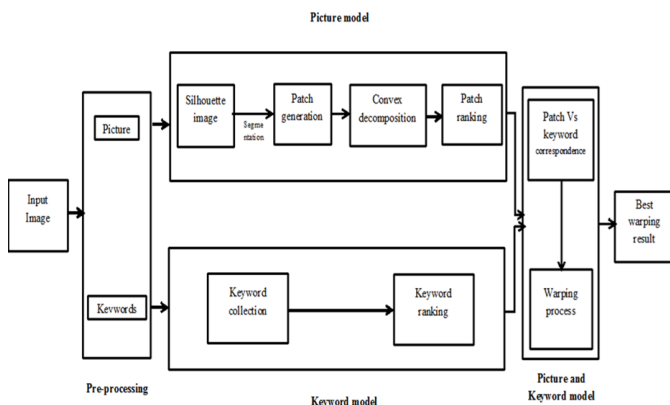 Picture model
Silhouette
image
Segme
ntation
Patch
generation
Convex
decomposition
Patch
ranking
Picture
Input
Image
Kevwords
Pre-processing
Keyword
collection
Keyword
ranking
Keyword model
Patch Vs
keyword
correspondence
Warping
process
Picture and
Keyword model
Best
warping
result